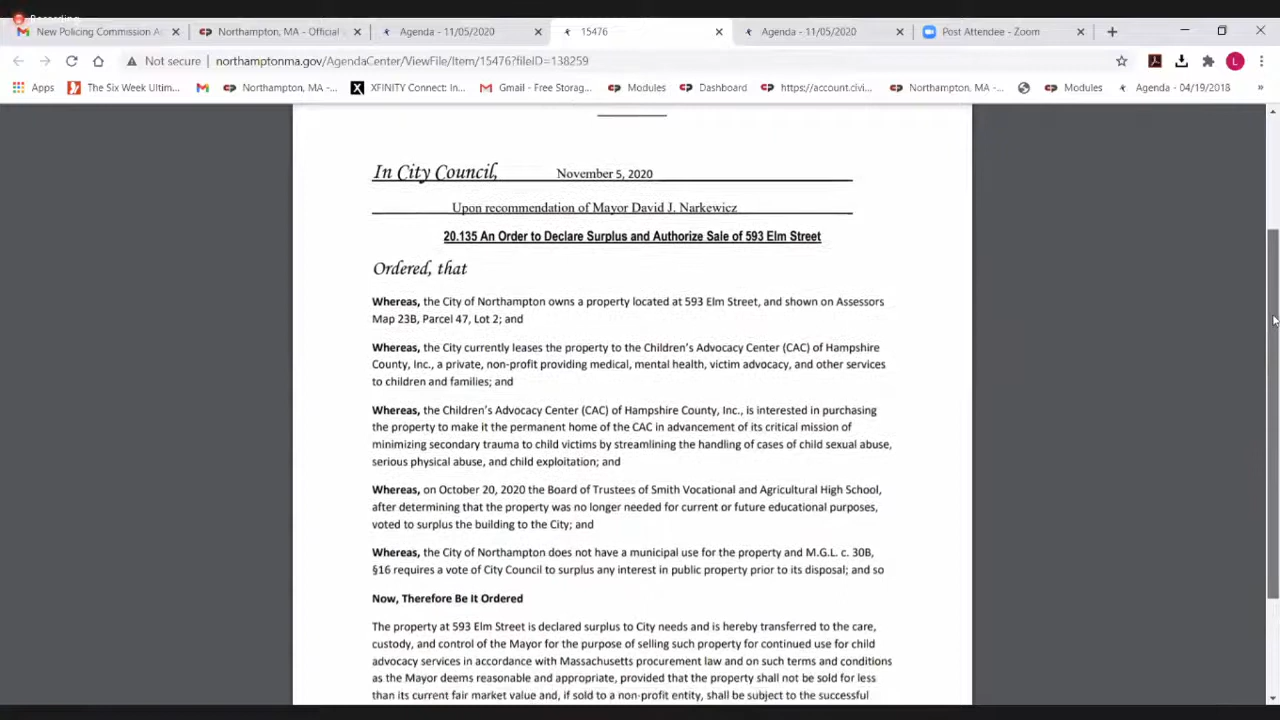 Recording
New Policing Commission A
Northampton, MA - Official
Agenda - 11/05/2020
15476
Agenda - 11/05/2020
Post Attendee - Zoom
Not secure
northamptonma.gov/AgendaCenter/ViewFile/Item/15476?fileID=138259
L
Apps
The Six Week Ultim...
Northampton, MA -...
XFINITY Connect: In...
Gmail - Free Storag...
Modules
Dashboard
https://account.civi...
Northampton, MA -...
Modules
Agenda - 04/19/2018
»
In City Council, November 5, 2020
Upon recommendation of Mayor David J. Narkewicz
20.135 An Order to Declare Surplus and Authorize Sale of 593 Elm Street
Ordered, that
Whereas, the City of Northampton owns a property located at 593 Elm Street, and shown on Assessors
Map 23B, Parcel 47, Lot 2; and
Whereas, the City currently leases the property to the Children's Advocacy Center (CAC) of Hampshire
County, Inc., a private, non-profit providing medical, mental health, victim advocacy, and other services
to children and families; and
Whereas, the Children's Advocacy Center (CAC) of Hampshire County, Inc., is interested in purchasing
the property to make it the permanent home of the CAC in advancement of its critical mission of
minimizing secondary trauma to child victims by streamlining the handling of cases of child sexual abuse,
serious physical abuse, and child exploitation; and
Whereas, on October 20, 2020 the Board of Trustees of Smith Vocational and Agricultural High School,
after determining that the property was no longer needed for current or future educational purposes,
voted to surplus the building to the City; and
Whereas, the City of Northampton does not have a municipal use for the property and M.G.L. c. 30B,
§16 requires a vote of City Council to surplus any interest in public property prior to its disposal; and so
Now, Therefore Be It Ordered
The property at 593 Elm Street is declared surplus to City needs and is hereby transferred to the care,
custody, and control of the Mayor for the purpose of selling such property for continued use for child
advocacy services in accordance with Massachusetts procurement law and on such terms and conditions
as the Mayor deems reasonable and appropriate, provided that the property shall not be sold for less
than its current fair market value and, if sold to a non-profit entity, shall be subject to the successful